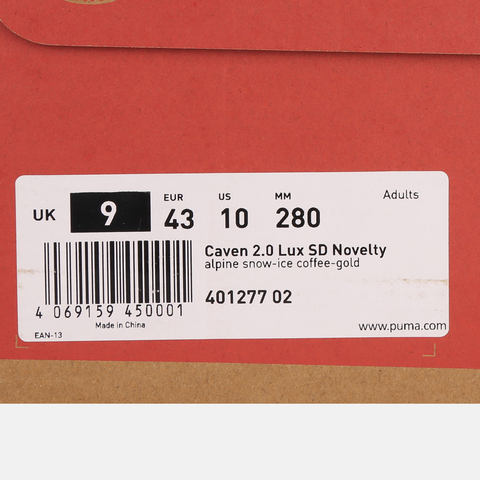 Adults
EUR US MM
UK 9 43 10 280
Caven 2.0 Lux SD Novelty
alpine snow-ice coffee-gold
401277 02
4 069159 450001
Made in China
EAN-13
www.puma.com